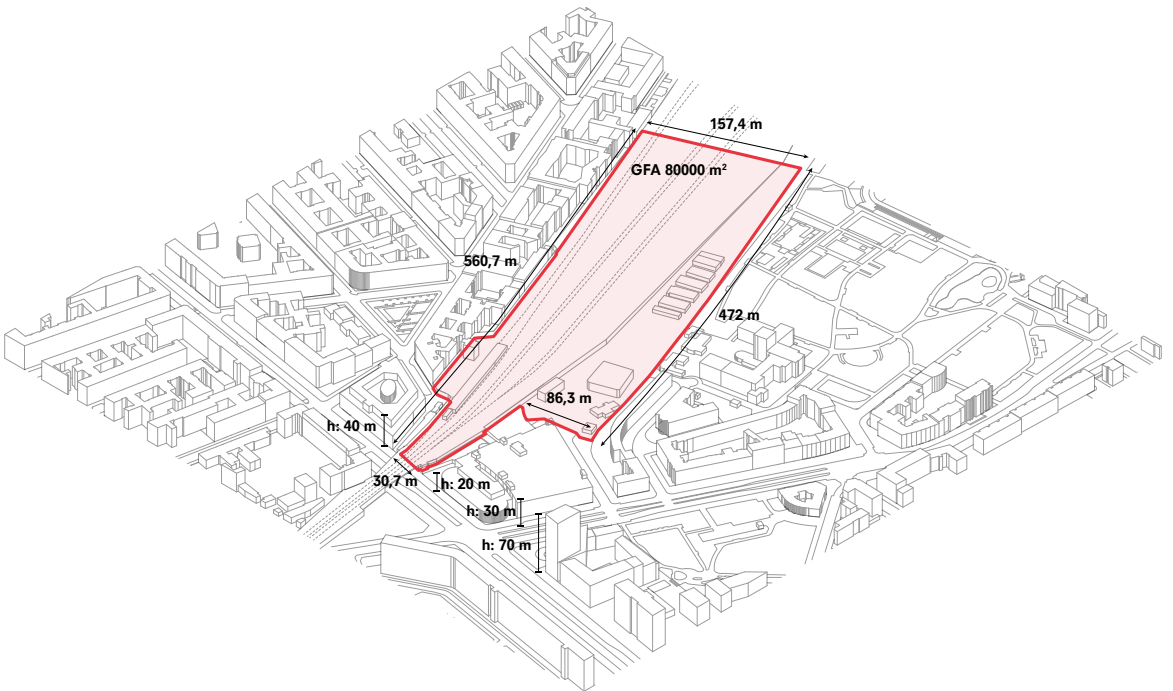 157,4 m
GFA 80000 m²
560,7 m
472 m
86,3 m
h: 40 m
30,7 m
h: 20 m
h: 30 m
h: 70 m